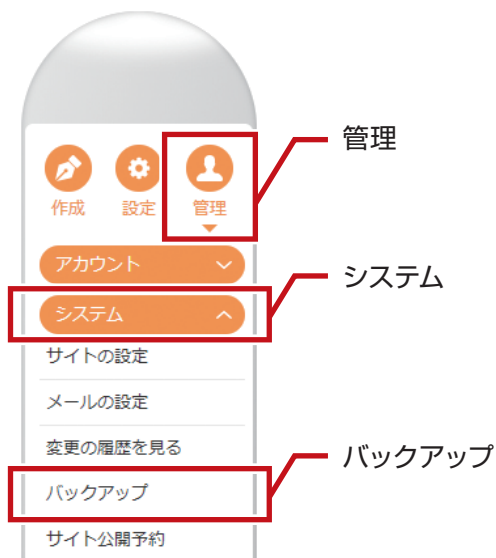 管理
作成
設定
管理
アカウント
システム
システム
サイトの設定
メールの設定
変更の履歴を見る
バックアップ
バックアップ
サイト公開予約